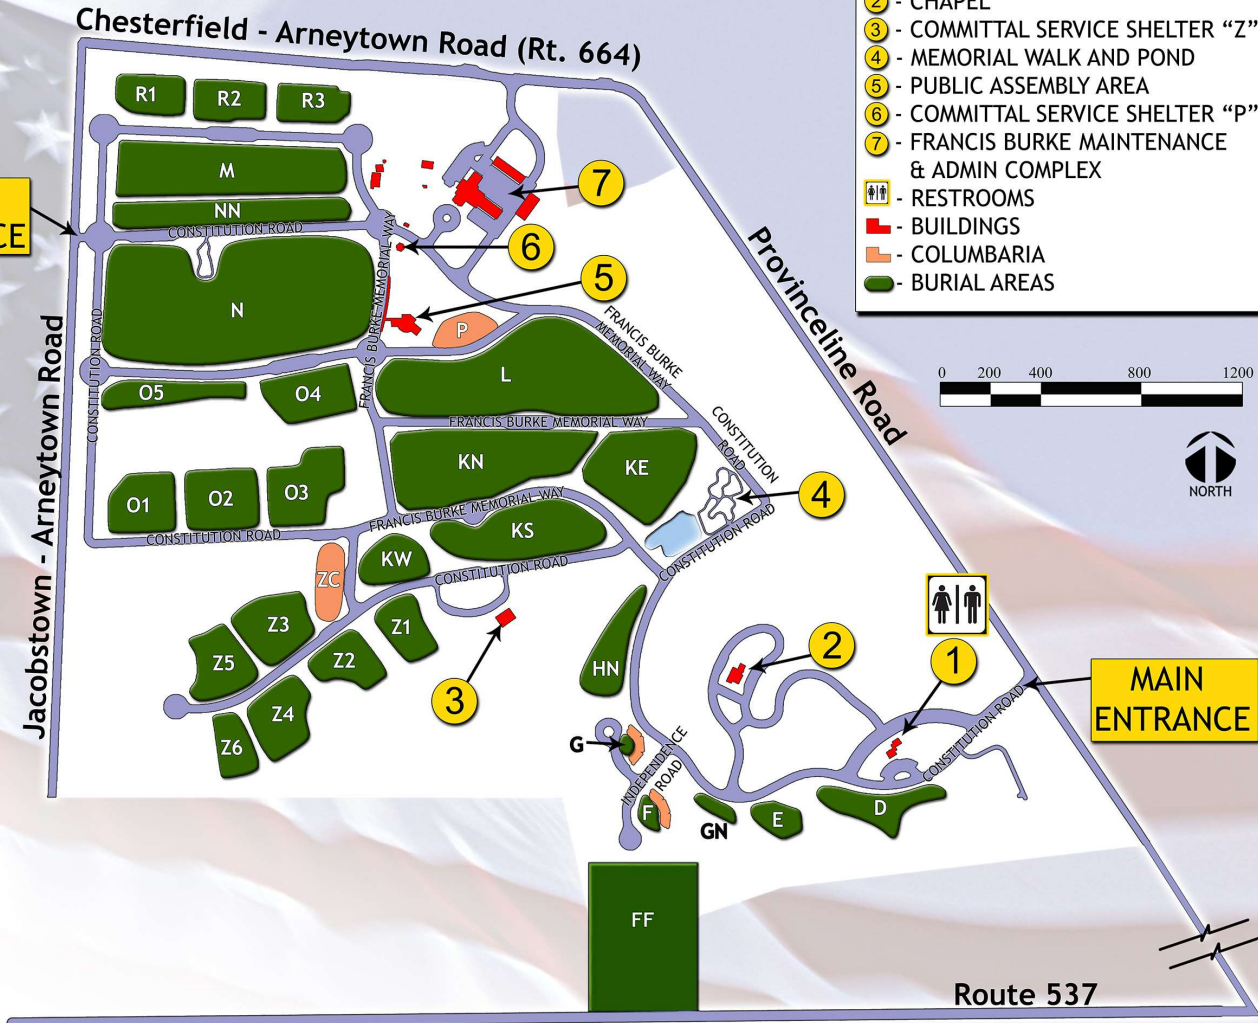 Chesterfield - Arneytown Road (Rt. 664)
2 - CHAPEL
3 - COMMITTAL SERVICE SHELTER “Z”
4 - MEMORIAL WALK AND POND
5 - PUBLIC ASSEMBLY AREA
6 - COMMITTAL SERVICE SHELTER “P”
7 - FRANCIS BURKE MAINTENANCE
& ADMIN COMPLEX
- RESTROOMS
- BUILDINGS
- COLUMBARIA
- BURIAL AREAS
R1
R2
R3
M
7
NN
CONSTITUTION ROAD
FRANCIS BURKE MEMORIAL WAY
6
Provinceline Road
5
N
P
FRANCIS BURKE
MEMORIAL WAY
CONSTITUTION ROAD
FRANCIS BURKE
MEMORIAL WAY
0 200 400 800 1200
L
O5
O4
FRANCIS BURKE MEMORIAL WAY
CONSTITUTION
ROAD
Jacobstown - Arneytown Road
KN
KE
NORTH
4
O1
O2
O3
FRANCIS BURKE MEMORIAL WAY
KS
CONSTITUTION ROAD
CONSTITUTION ROAD
KW
ZC
CONSTITUTION ROAD
Z3
Z1
Z5
Z2
HN
2
1
MAIN
ENTRANCE
3
Z4
Z6
G
INDEPENDENCE
ROAD
CONSTITUTION ROAD
F
GN
E
D
FF
Route 537